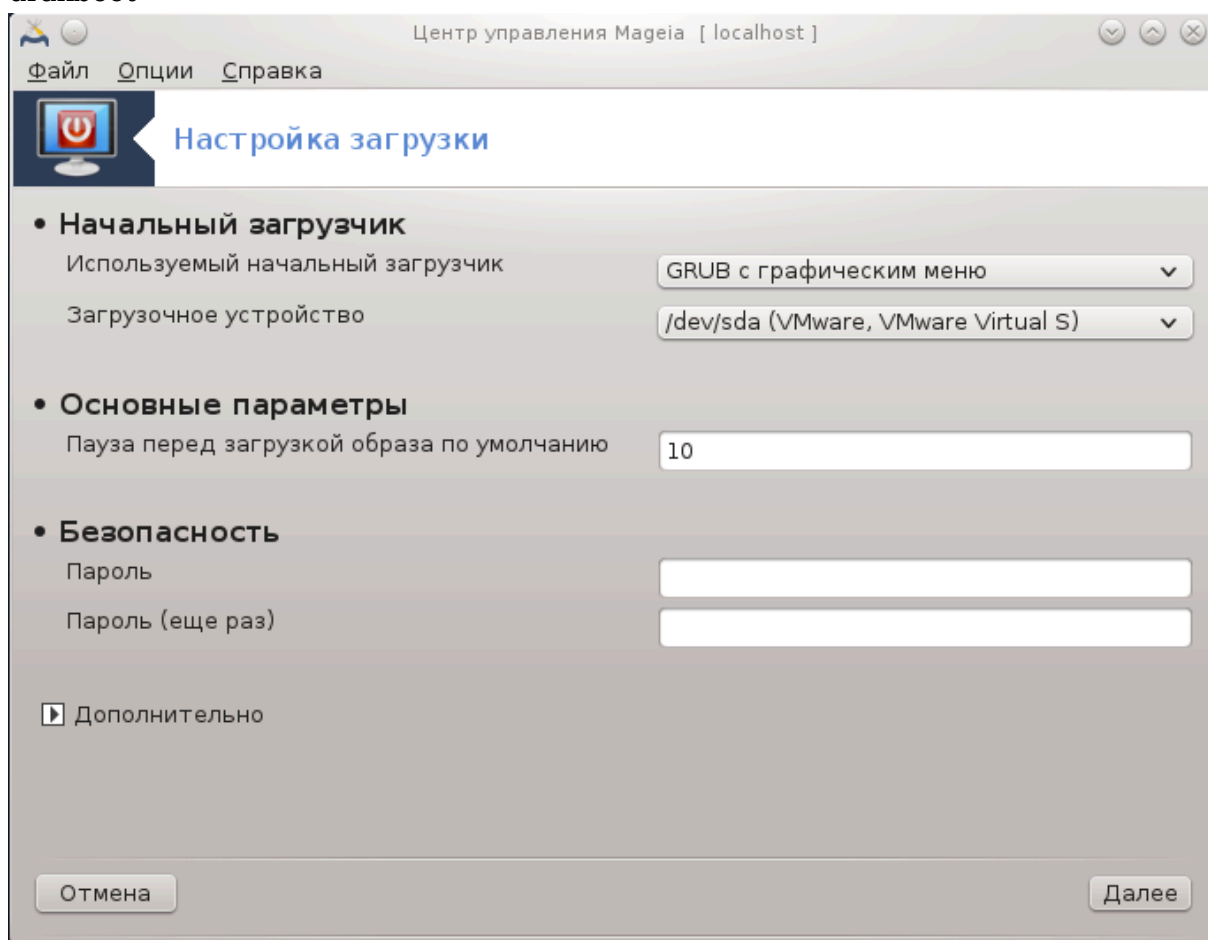 Центр управления Mageia [ localhost ]
Файл Опции Справка
Настройка загрузки
• Начальный загрузчик
Используемый начальный загрузчик GRUB с графическим меню
Загрузочное устройство /dev/sda (VMware, VMware Virtual S)
• Основные параметры
Пауза перед загрузкой образа по умолчанию 10
• Безопасность
Пароль
Пароль (еще раз)
Дополнительно
Отмена Далее